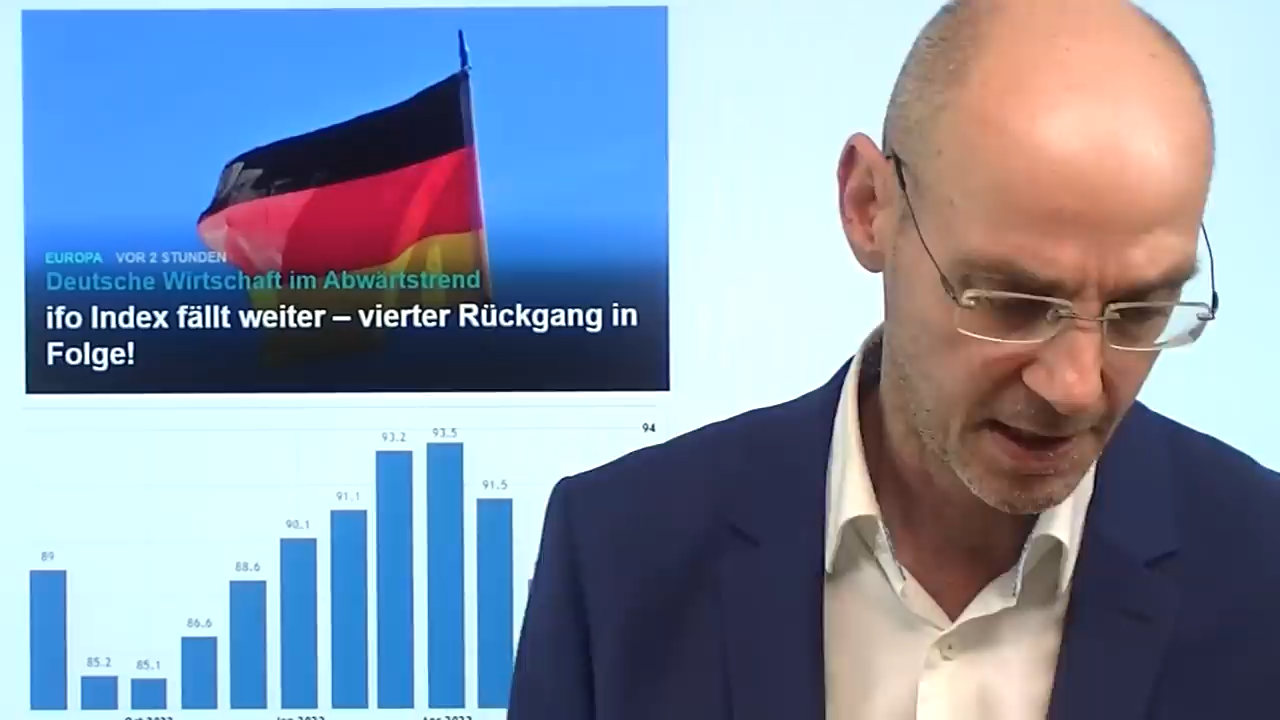 EUROPA VOR 2 STUNDEN
Deutsche Wirtschaft im Abwärtstrend
ifo Index fällt weiter – vierter Rückgang in
Folge!
94
93.2
93.5
91.5
91.1
90.1
89
88.6
86.6
85.2
85.1